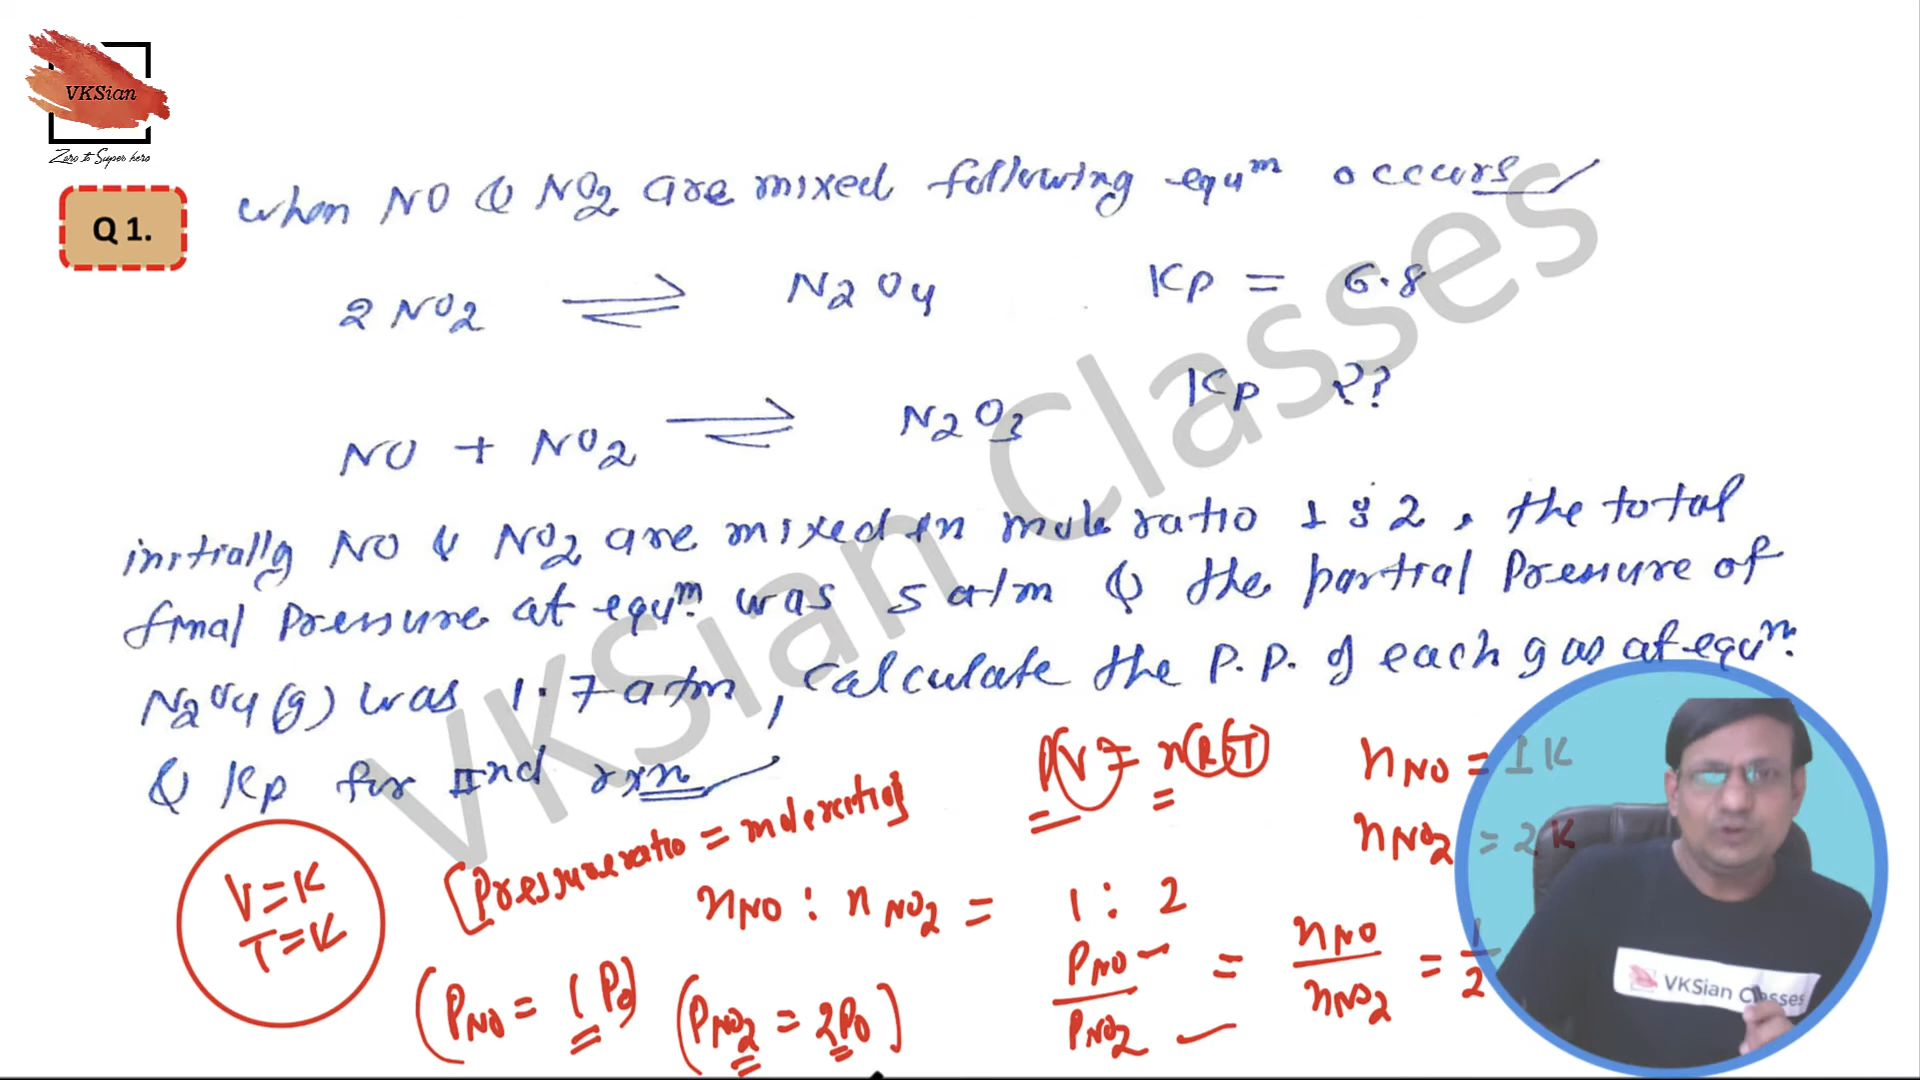 VKSian
Zero to Super hero
Q 1.
when NO & NO2 are mixed following equm occurs
2 NO2 ⇌ N2O4 Kp = 6.8
NO + NO2 ⇌ N2O3 Kp ??
initially NO & NO2 are mixed in mole ratio 1 : 2, the total
final Pressure at equm. was 5 atm & the partial Pressure of
N2O4(g) was 1.7 atm, calculate the P.P. of each gas at equm.
& Kp for IInd rxn
PV = nRT
nNO = 1K
nNO2 = 2K
V=K
T=K
[Pressure ratio = mole ratio]
nNO : nNO2 = 1 : 2
PNO / PNO2 = nNO / nNO2 = 1/2
(PNO = 1P0) (PNO2 = 2P0)
VKSian Classes
VKSian Classes